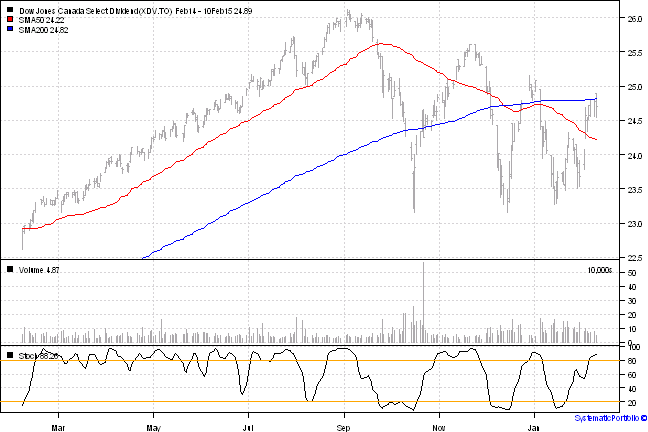 Dow Jones Canada Select Dividend(XDV.TO) Feb14 - 10Feb15 24.89
SMA50 24.22
SMA200 24.82
26.0
25.5
25.0
24.5
24.0
23.5
23.0
22.5
Volume 4.87
10,000s
50
40
30
20
10
0
100
80
60
40
20
Mar
May
Jul
Sep
Nov
Jan
SystematicPortfolio ©